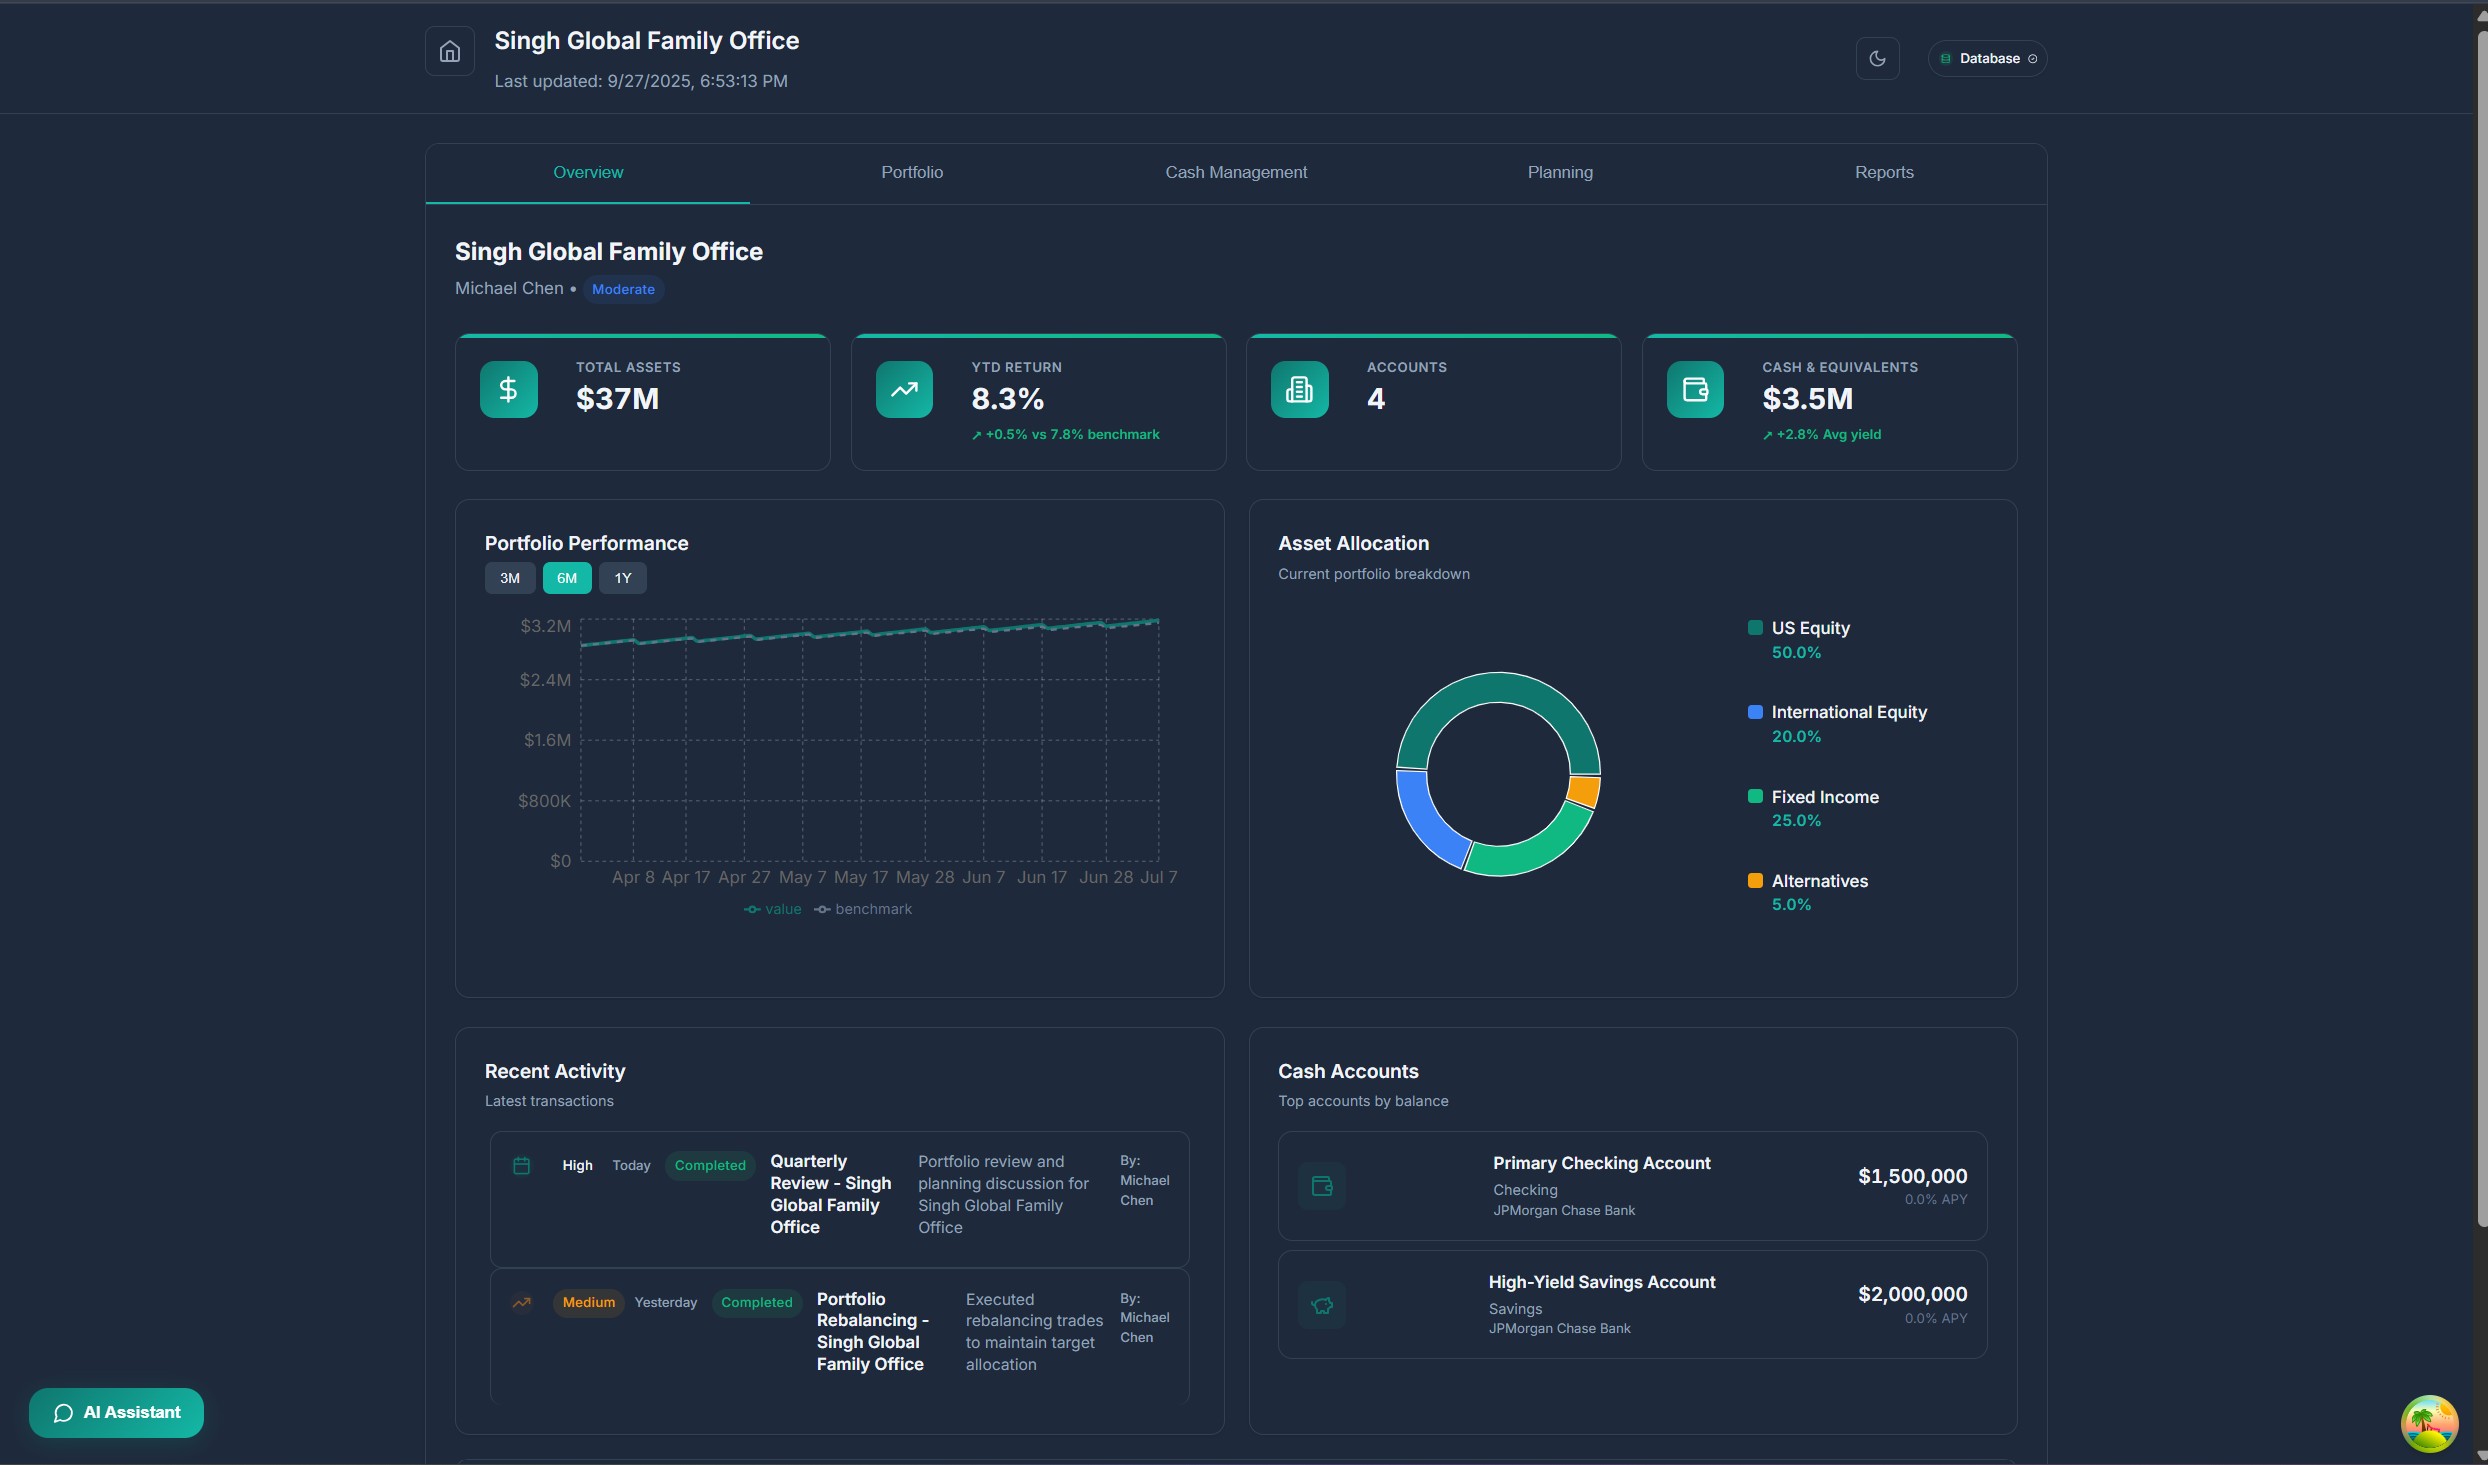 Singh Global Family Office
Last updated: 9/27/2025, 6:53:13 PM
Database
Overview
Portfolio
Cash Management
Planning
Reports
Singh Global Family Office
Michael Chen • Moderate
TOTAL ASSETS
$37M
YTD RETURN
8.3%
↗ +0.5% vs 7.8% benchmark
ACCOUNTS
4
CASH & EQUIVALENTS
$3.5M
↗ +2.8% Avg yield
Portfolio Performance
3M 6M 1Y
$3.2M
$2.4M
$1.6M
$800K
$0
Apr 8 Apr 17 Apr 27 May 7 May 17 May 28 Jun 7 Jun 17 Jun 28 Jul 7
value benchmark
Asset Allocation
Current portfolio breakdown
US Equity
50.0%
International Equity
20.0%
Fixed Income
25.0%
Alternatives
5.0%
Recent Activity
Latest transactions
High Today Completed
Quarterly
Review - Singh
Global Family
Office
Portfolio review and
planning discussion for
Singh Global Family
Office
By:
Michael
Chen
Medium Yesterday Completed
Portfolio
Rebalancing -
Singh Global
Family Office
Executed
rebalancing trades
to maintain target
allocation
By:
Michael
Chen
Cash Accounts
Top accounts by balance
Primary Checking Account
Checking
JPMorgan Chase Bank
$1,500,000
0.0% APY
High-Yield Savings Account
Savings
JPMorgan Chase Bank
$2,000,000
0.0% APY
AI Assistant